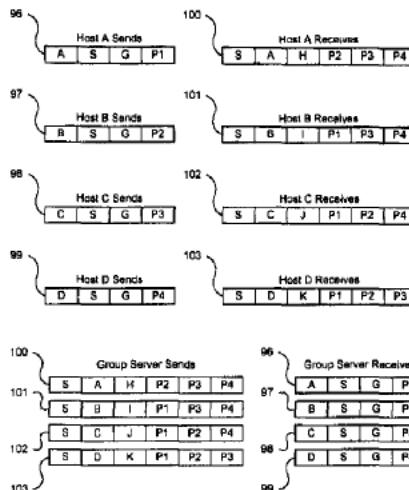 96
Host A Sends
A S G P1
100
Host A Receives
S A H P2 P3 P4
97
Host B Sends
B S G P2
101
Host B Receives
S B I P1 P3 P4
98
Host C Sends
C S G P3
102
Host C Receives
S C J P1 P2 P4
99
Host D Sends
D S G P4
103
Host D Receives
S D K P1 P2 P3
Group Server Sends
100
S A H P2 P3 P4
101
S B I P1 P3 P4
S C J P1 P2 P4
102
S D K P1 P2 P3
103
Group Server Receive
96
A S G P
97
B S G P
C S G P
98
D S G P
99